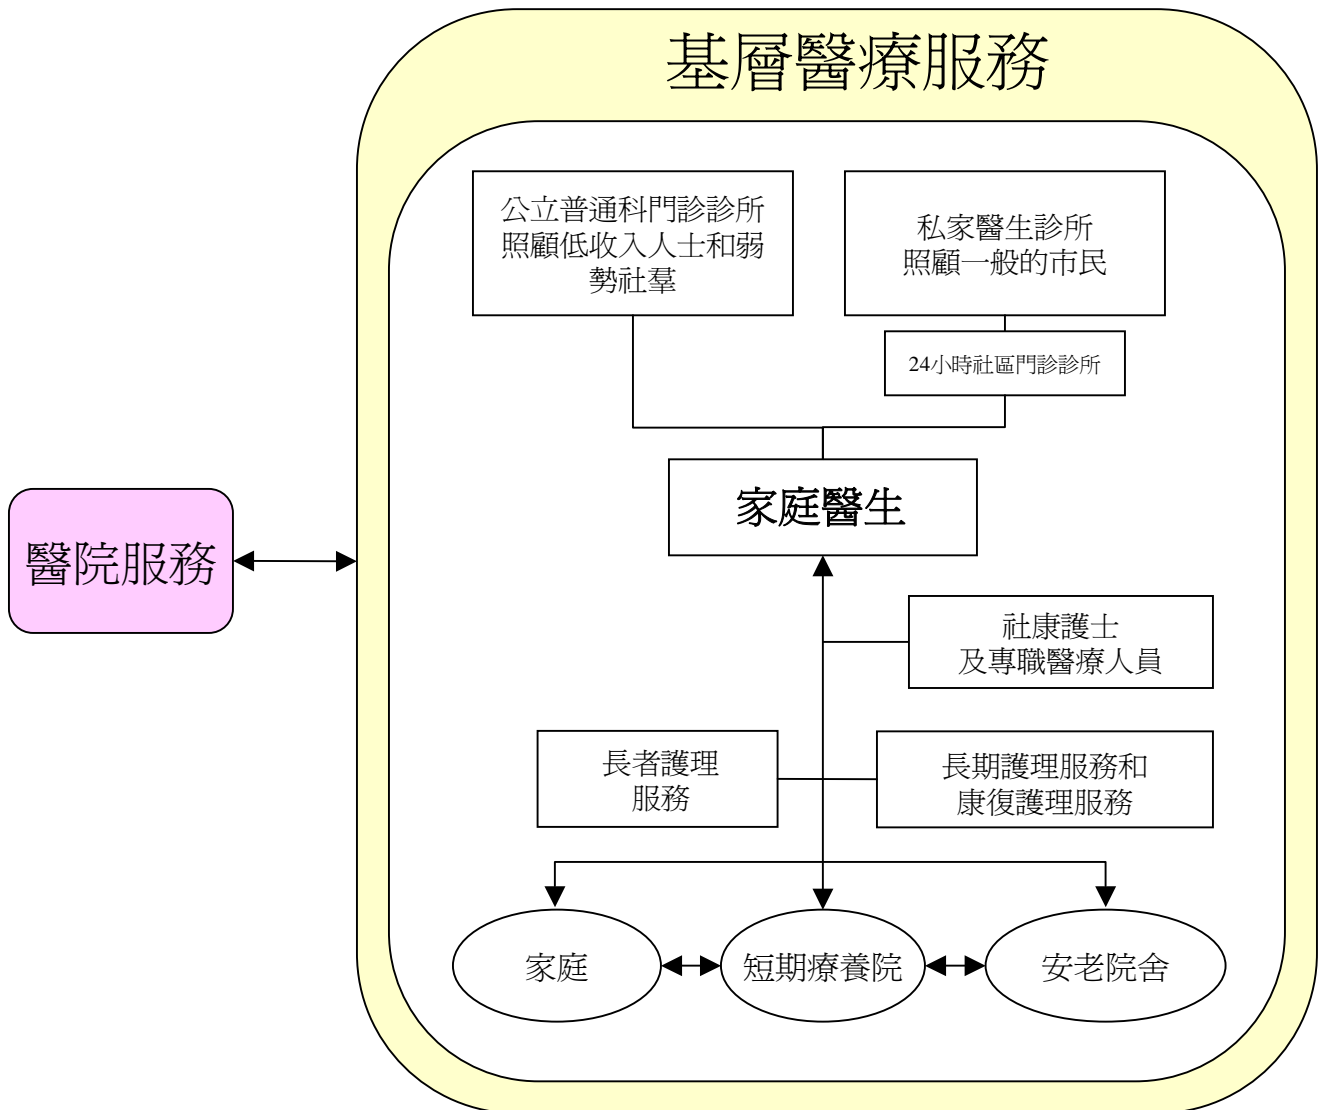 基層醫療服務
公立普通科門診診所
照顧低收入人士和弱
勢社羣
私家醫生診所
照顧一般的市民
24小時社區門診診所
家庭醫生
醫院服務
社康護士
及專職醫療人員
長者護理
服務
長期護理服務和
康復護理服務
家庭
短期療養院
安老院舍